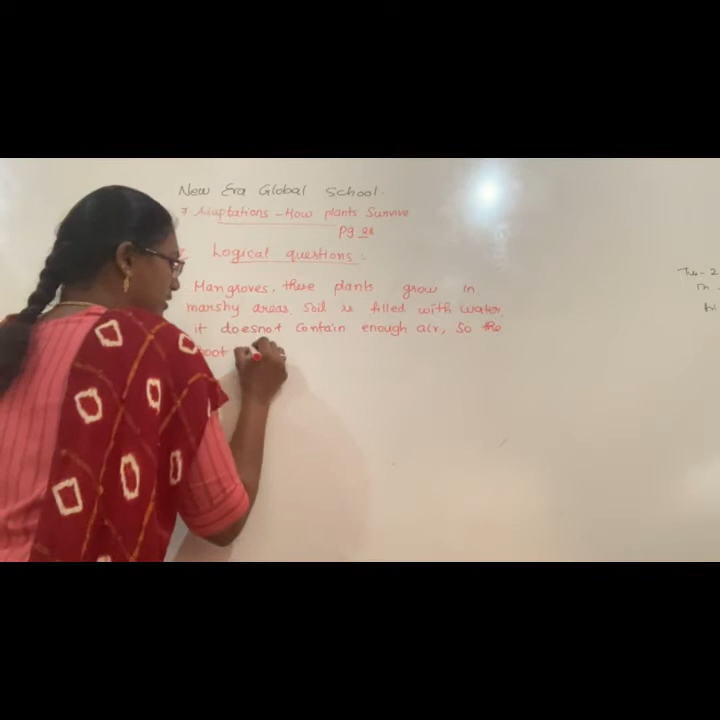 New Era Global School.
7 Adaptations - How plants Survive
Pg
Logical questions:
Mangroves, these plants grow in
marshy areas. Soil is filled with water.
it doesnot contain enough air, so the
root